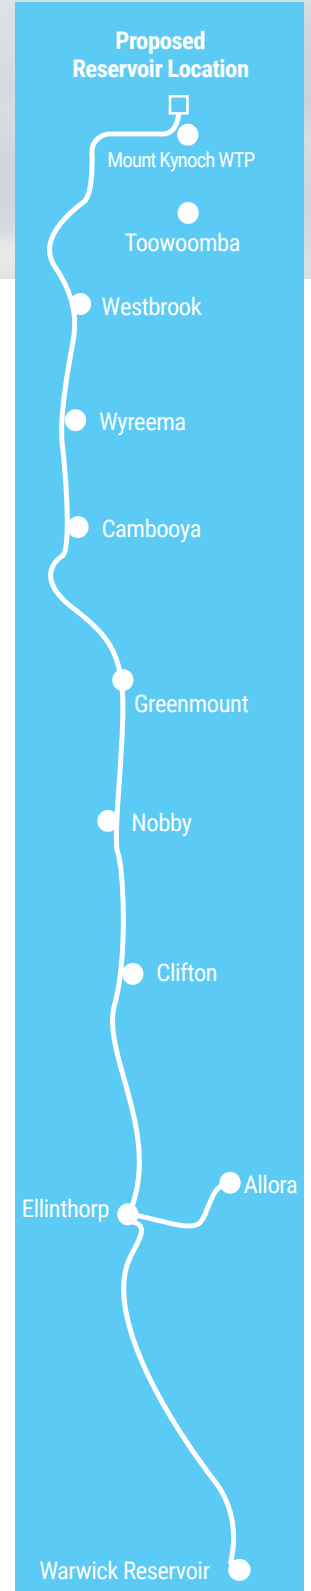 Proposed
Reservoir Location
Mount Kynoch WTP
Toowoomba
Westbrook
Wyreema
Cambooya
Greenmount
Nobby
Clifton
Allora
Ellinthorp
Warwick Reservoir